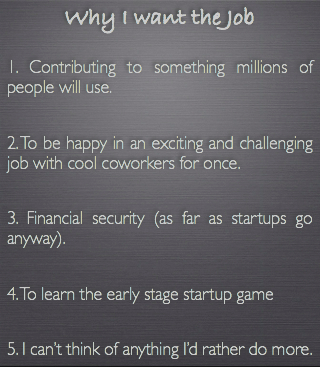 Why I want the Job
1. Contributing to something millions of
people will use.
2. To be happy in an exciting and challenging
job with cool coworkers for once.
3. Financial security (as far as startups go
anyway).
4. To learn the early stage startup game
5. I can't think of anything I'd rather do more.